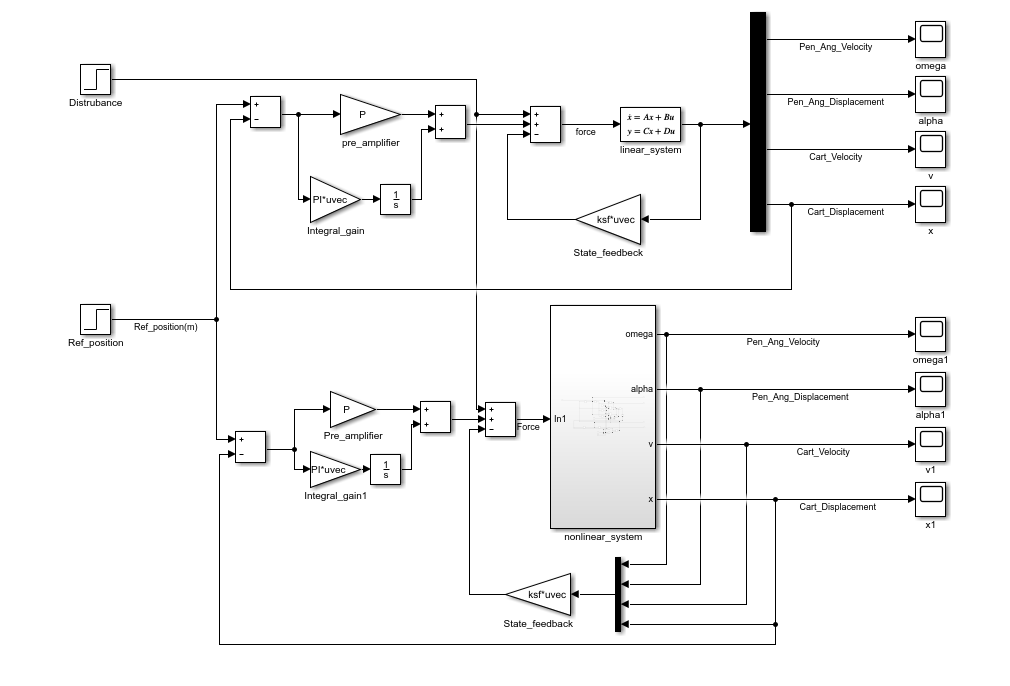 Pen_Ang_Velocity
omega
Distrubance
P
pre_amplifier
+
+
+
−
+
+
+
−
force
ẋ = Ax + Bu
y = Cx + Du
linear_system
Pen_Ang_Displacement
alpha
Cart_Velocity
v
PI*uvec
1
s
Integral_gain
ksf*uvec
State_feedbeck
Cart_Displacement
x
Ref_position(m)
Ref_position
omega
Pen_Ang_Velocity
omega1
alpha
Pen_Ang_Displacement
alpha1
P
Pre_amplifier
+
+
+
+
−
Force
In1
+
−
v
Cart_Velocity
v1
PI*uvec
1
s
Integral_gain1
x
Cart_Displacement
x1
nonlinear_system
ksf*uvec
State_feedback